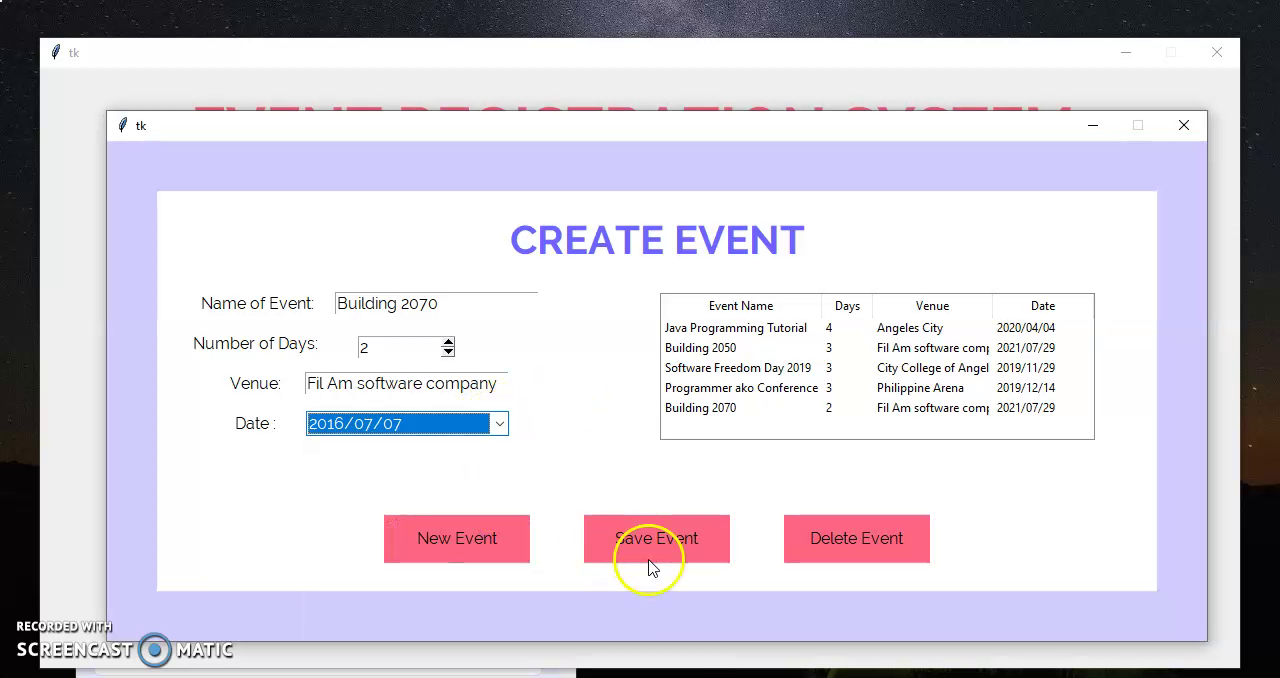 tk
EVENT REGISTRATION SYSTEM
tk
CREATE EVENT
Name of Event: Building 2070
Number of Days: 2
Venue: Fil Am software company
Date : 2016/07/07
Event Name Days Venue Date
Java Programming Tutorial 4 Angeles City 2020/04/04
Building 2050 3 Fil Am software comp 2021/07/29
Software Freedom Day 2019 3 City College of Angel 2019/11/29
Programmer ako Conference 3 Philippine Arena 2019/12/14
Building 2070 2 Fil Am software comp 2021/07/29
New Event Save Event Delete Event
RECORDED WITH
SCREENCAST MATIC